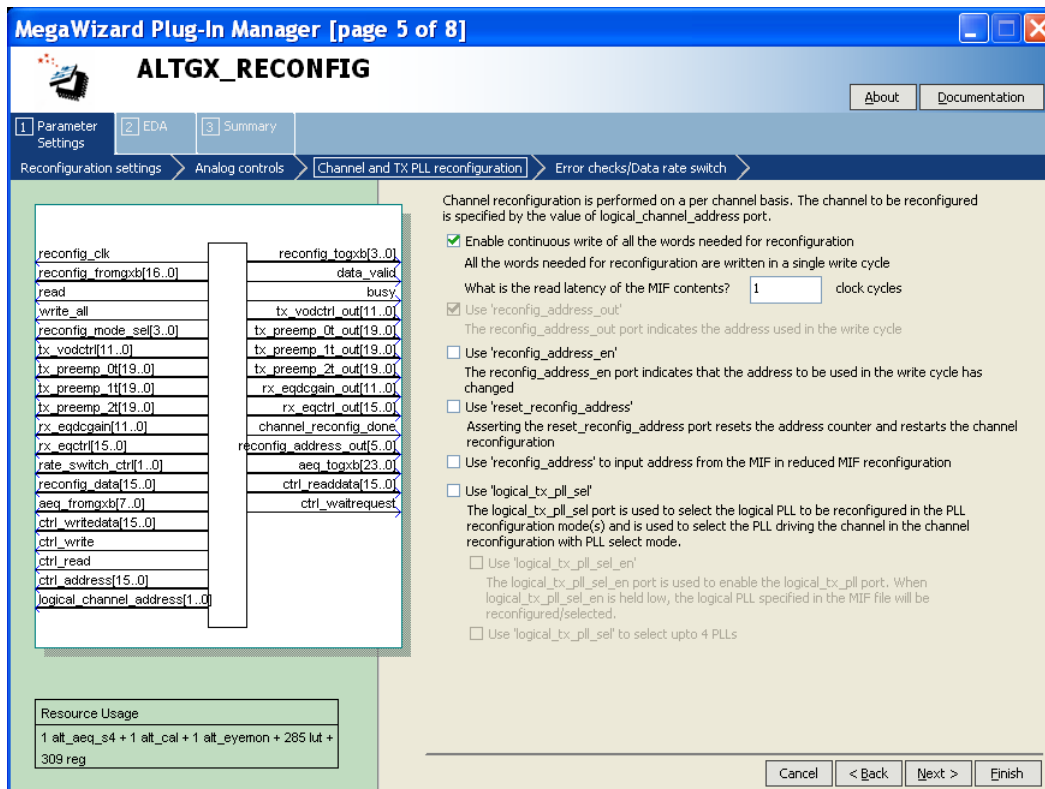 MegaWizard Plug-In Manager [page 5 of 8]
ALTGX_RECONFIG
About
Documentation
1 Parameter Settings
2 EDA
3 Summary
Reconfiguration settings
Analog controls
Channel and TX PLL reconfiguration
Error checks/Data rate switch
reconfig_clk
reconfig_fromgxb[16..0]
read
write_all
reconfig_mode_sel[3..0]
tx_vodctrl[11..0]
tx_preemp_0t[19..0]
tx_preemp_1t[19..0]
tx_preemp_2t[19..0]
rx_eqdcgain[11..0]
rx_eqctrl[15..0]
rate_switch_ctrl[1..0]
reconfig_data[15..0]
aeq_fromgxb[7..0]
ctrl_writedata[15..0]
ctrl_write
ctrl_read
ctrl_address[15..0]
logical_channel_address[1..0]
reconfig_togxb[3..0]
data_valid
busy
tx_vodctrl_out[11..0]
tx_preemp_0t_out[19..0]
tx_preemp_1t_out[19..0]
tx_preemp_2t_out[19..0]
rx_eqdcgain_out[11..0]
rx_eqctrl_out[15..0]
channel_reconfig_done
reconfig_address_out[5..0]
aeq_togxb[23..0]
ctrl_readdata[15..0]
ctrl_waitrequest
Resource Usage
1 alt_aeq_s4 + 1 alt_cal + 1 alt_eyemon + 285 lut +
309 reg
Channel reconfiguration is performed on a per channel basis. The channel to be reconfigured
is specified by the value of logical_channel_address port.
Enable continuous write of all the words needed for reconfiguration
All the words needed for reconfiguration are written in a single write cycle
What is the read latency of the MIF contents? 1 clock cycles
Use 'reconfig_address_out'
The reconfig_address_out port indicates the address used in the write cycle
Use 'reconfig_address_en'
The reconfig_address_en port indicates that the address to be used in the write cycle has
changed
Use 'reset_reconfig_address'
Asserting the reset_reconfig_address port resets the address counter and restarts the channel
reconfiguration
Use 'reconfig_address' to input address from the MIF in reduced MIF reconfiguration
Use 'logical_tx_pll_sel'
The logical_tx_pll_sel port is used to select the logical PLL to be reconfigured in the PLL
reconfiguration mode(s) and is used to select the PLL driving the channel in the channel
reconfiguration with PLL select mode.
Use 'logical_tx_pll_sel_en'
The logical_tx_pll_sel_en port is used to enable the logical_tx_pll port. When
logical_tx_pll_sel_en is held low, the logical PLL specified in the MIF file will be
reconfigured/selected.
Use 'logical_tx_pll_sel' to select upto 4 PLLs
Cancel
< Back
Next >
Finish